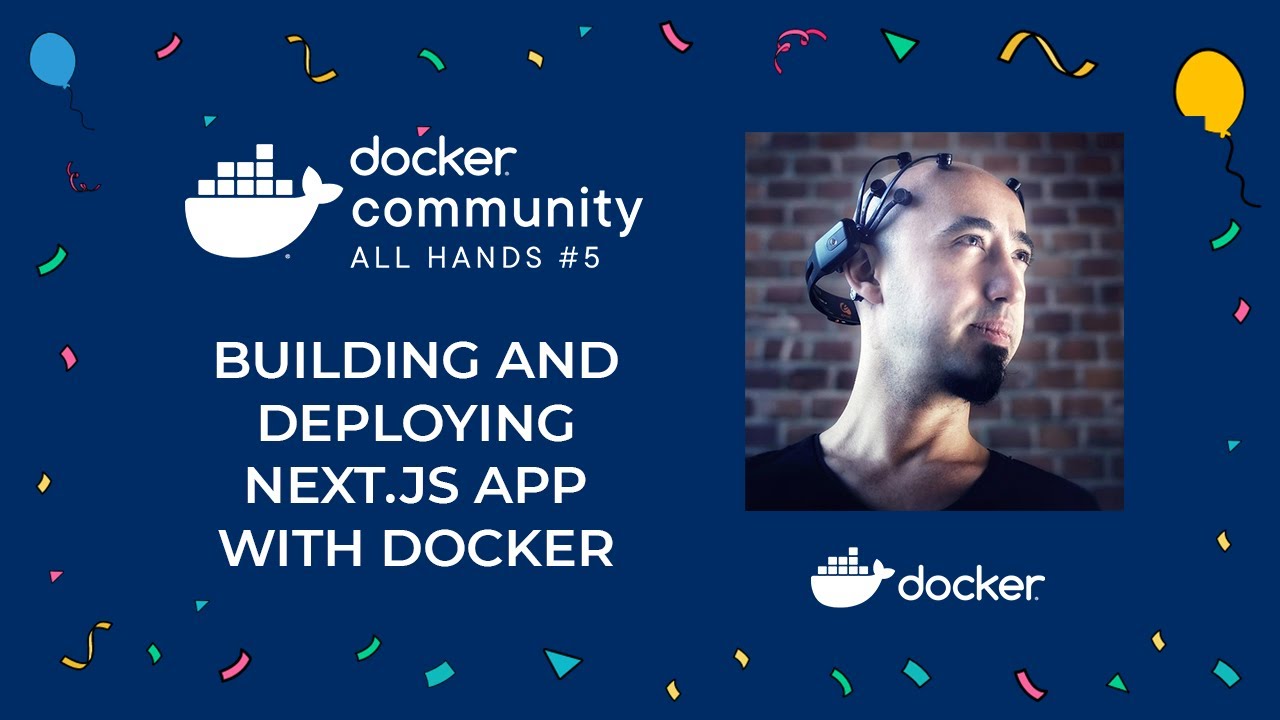 docker
community
ALL HANDS #5
BUILDING AND
DEPLOYING
NEXT.JS APP
WITH DOCKER
docker